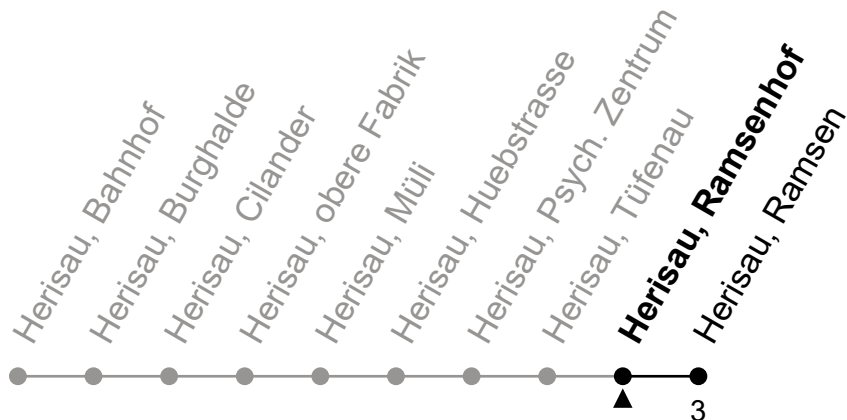 Herisau, Bahnhof
Herisau, Burghalde
Herisau, Cilander
Herisau, obere Fabrik
Herisau, Müli
Herisau, Huebstrasse
Herisau, Psych. Zentrum
Herisau, Tüfenau
Herisau, Ramsenhof
Herisau, Ramsen
3